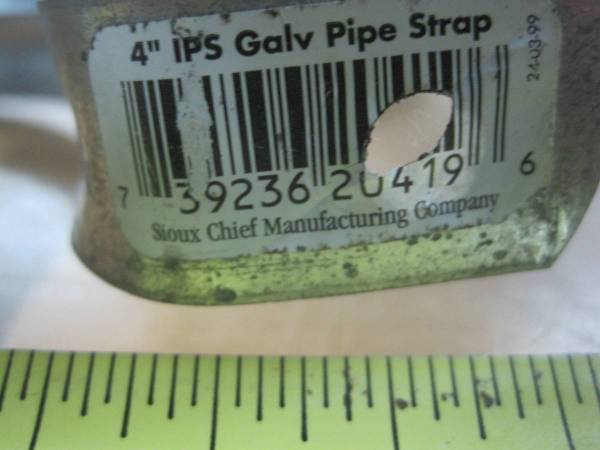 4" IPS Galv Pipe Strap
24-03-99
7 39236 20419 6
Sioux Chief Manufacturing Company